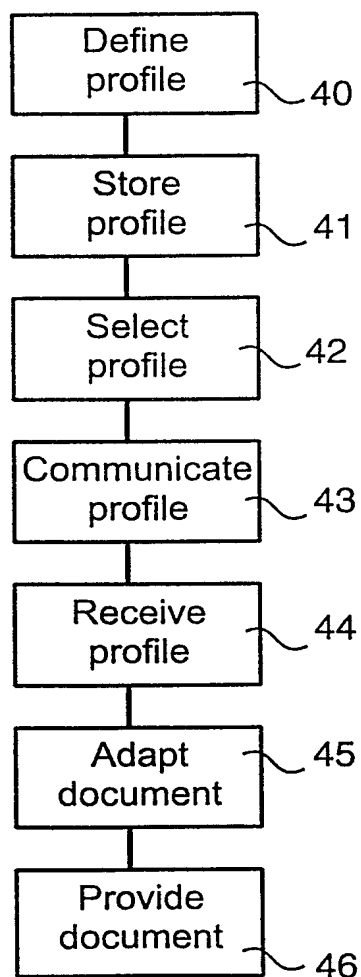 Define
profile
40
Store
profile
41
Select
profile
42
Communicate
profile
43
Receive
profile
44
Adapt
document
45
Provide
document
46